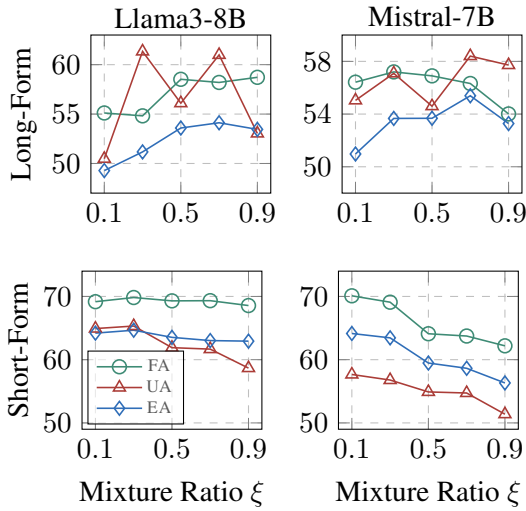 Llama3-8B Mistral-7B
Long-Form
60
55
50
0.1 0.5 0.9
58
54
50
0.1 0.5 0.9
Short-Form
70
60
50
FA
UA
EA
0.1 0.5 0.9
70
60
50
0.1 0.5 0.9
Mixture Ratio ξ Mixture Ratio ξ